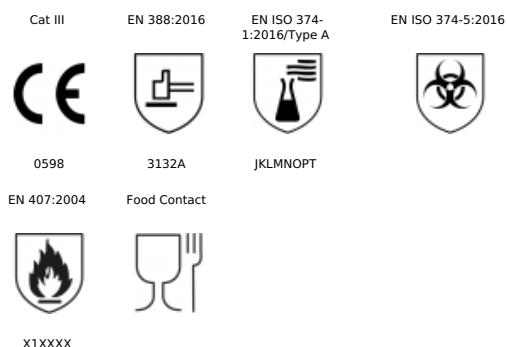 Cat III
EN 388:2016
EN ISO 374-
1:2016/Type A
EN ISO 374-5:2016
CE
0598
3132A
JKLMNOPT
EN 407:2004
Food Contact
X1XXXX